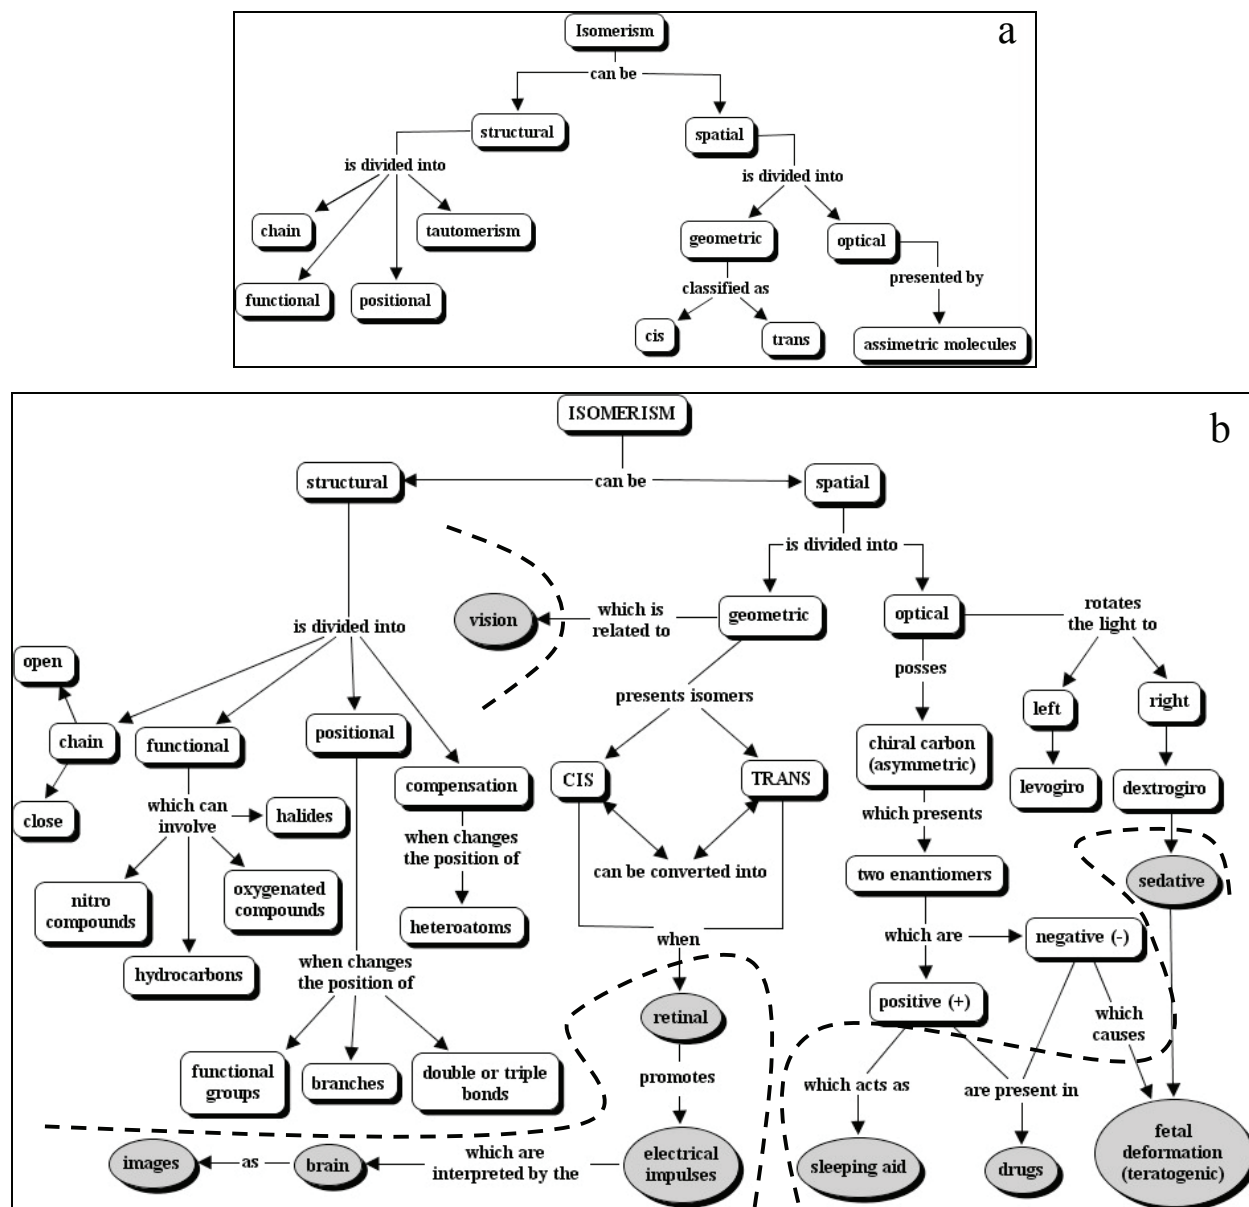 a
Isomerism
can be
structural
spatial
is divided into
is divided into
chain
tautomerism
geometric
optical
functional
positional
classified as
presented by
cis
trans
assimetric molecules
b
ISOMERISM
structural
can be
spatial
is divided into
vision
which is
related to
geometric
optical
rotates
the light to
is divided into
open
presents isomers
posses
left
right
chain
functional
positional
chiral carbon
(asymmetric)
compensation
CIS
TRANS
levogiro
dextrogiro
close
which can
involve
halides
when changes
the position of
which presents
can be converted into
two enantiomers
sedative
nitro
compounds
oxygenated
compounds
heteroatoms
hydrocarbons
when changes
the position of
when
which are
negative (-)
positive (+)
retinal
which
causes
functional
groups
branches
double or triple
bonds
promotes
which acts as
are present in
images
as
brain
which are
interpreted by the
electrical
impulses
sleeping aid
drugs
fetal
deformation
(teratogenic)